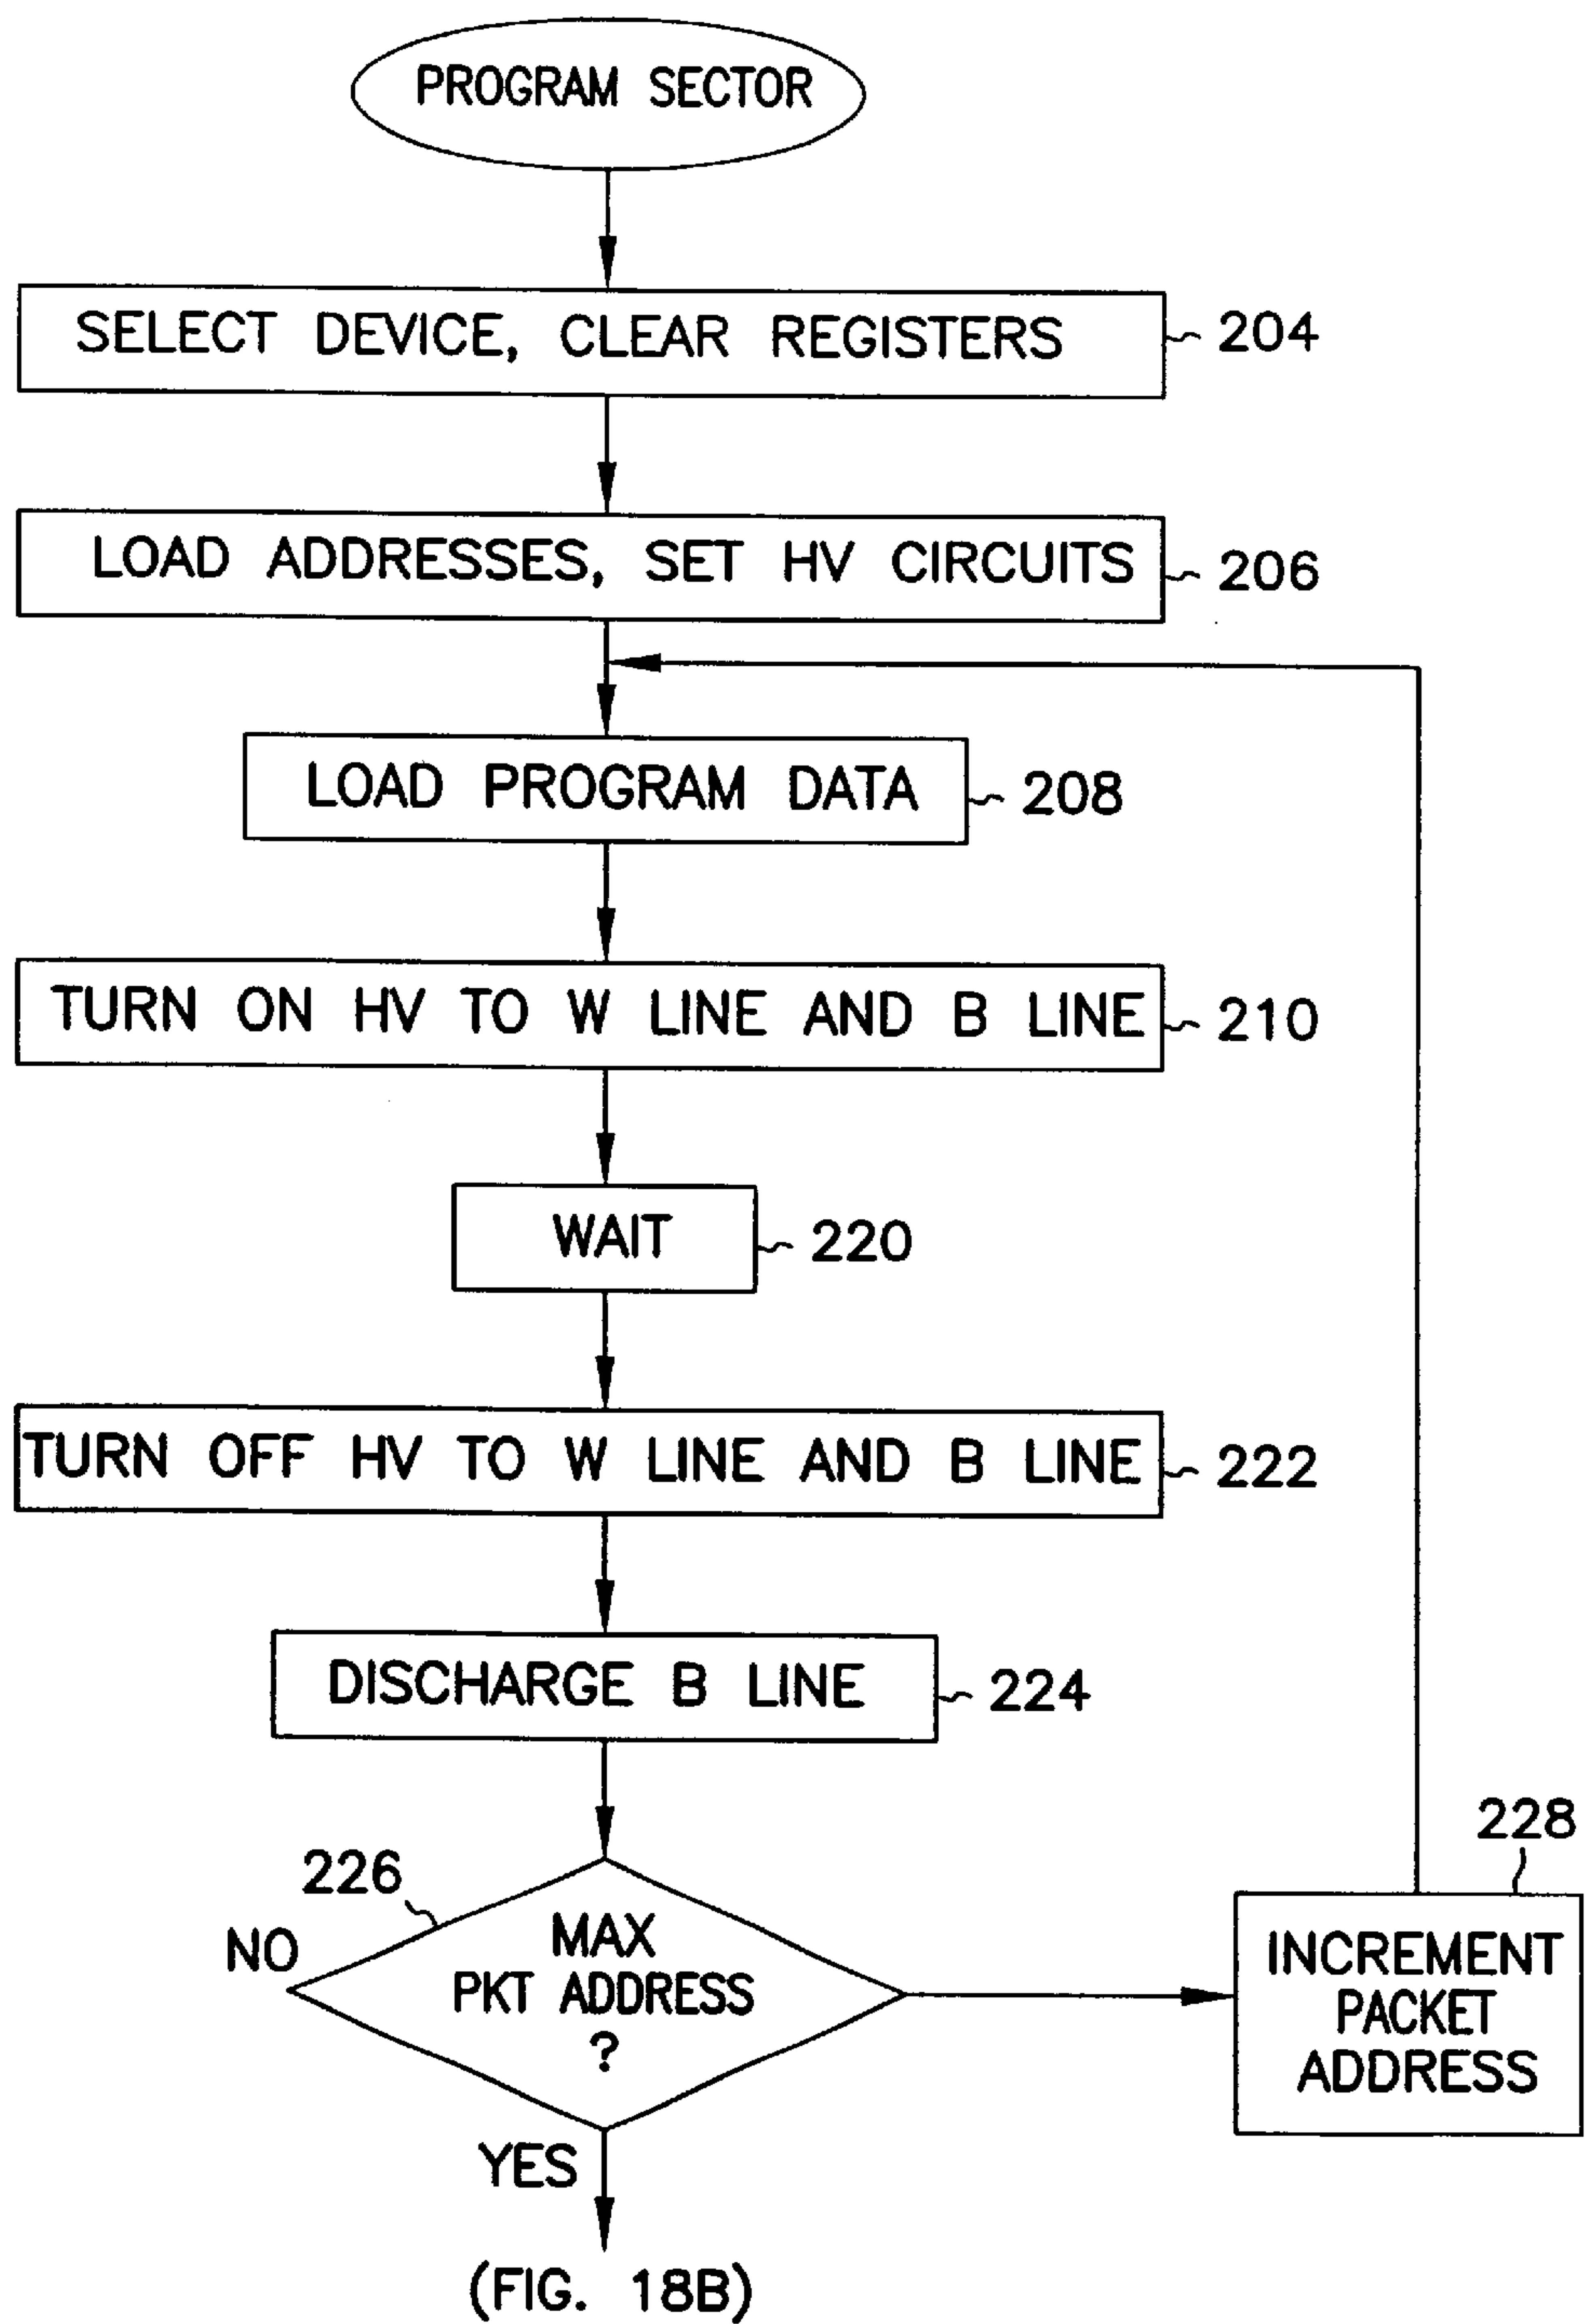 PROGRAM SECTOR
SELECT DEVICE, CLEAR REGISTERS
204
LOAD ADDRESSES, SET HV CIRCUITS
206
LOAD PROGRAM DATA
208
TURN ON HV TO W LINE AND B LINE
210
WAIT
220
TURN OFF HV TO W LINE AND B LINE
222
DISCHARGE B LINE
224
226
NO
MAX
PKT ADDRESS
?
228
INCREMENT
PACKET
ADDRESS
YES
(FIG. 18B)